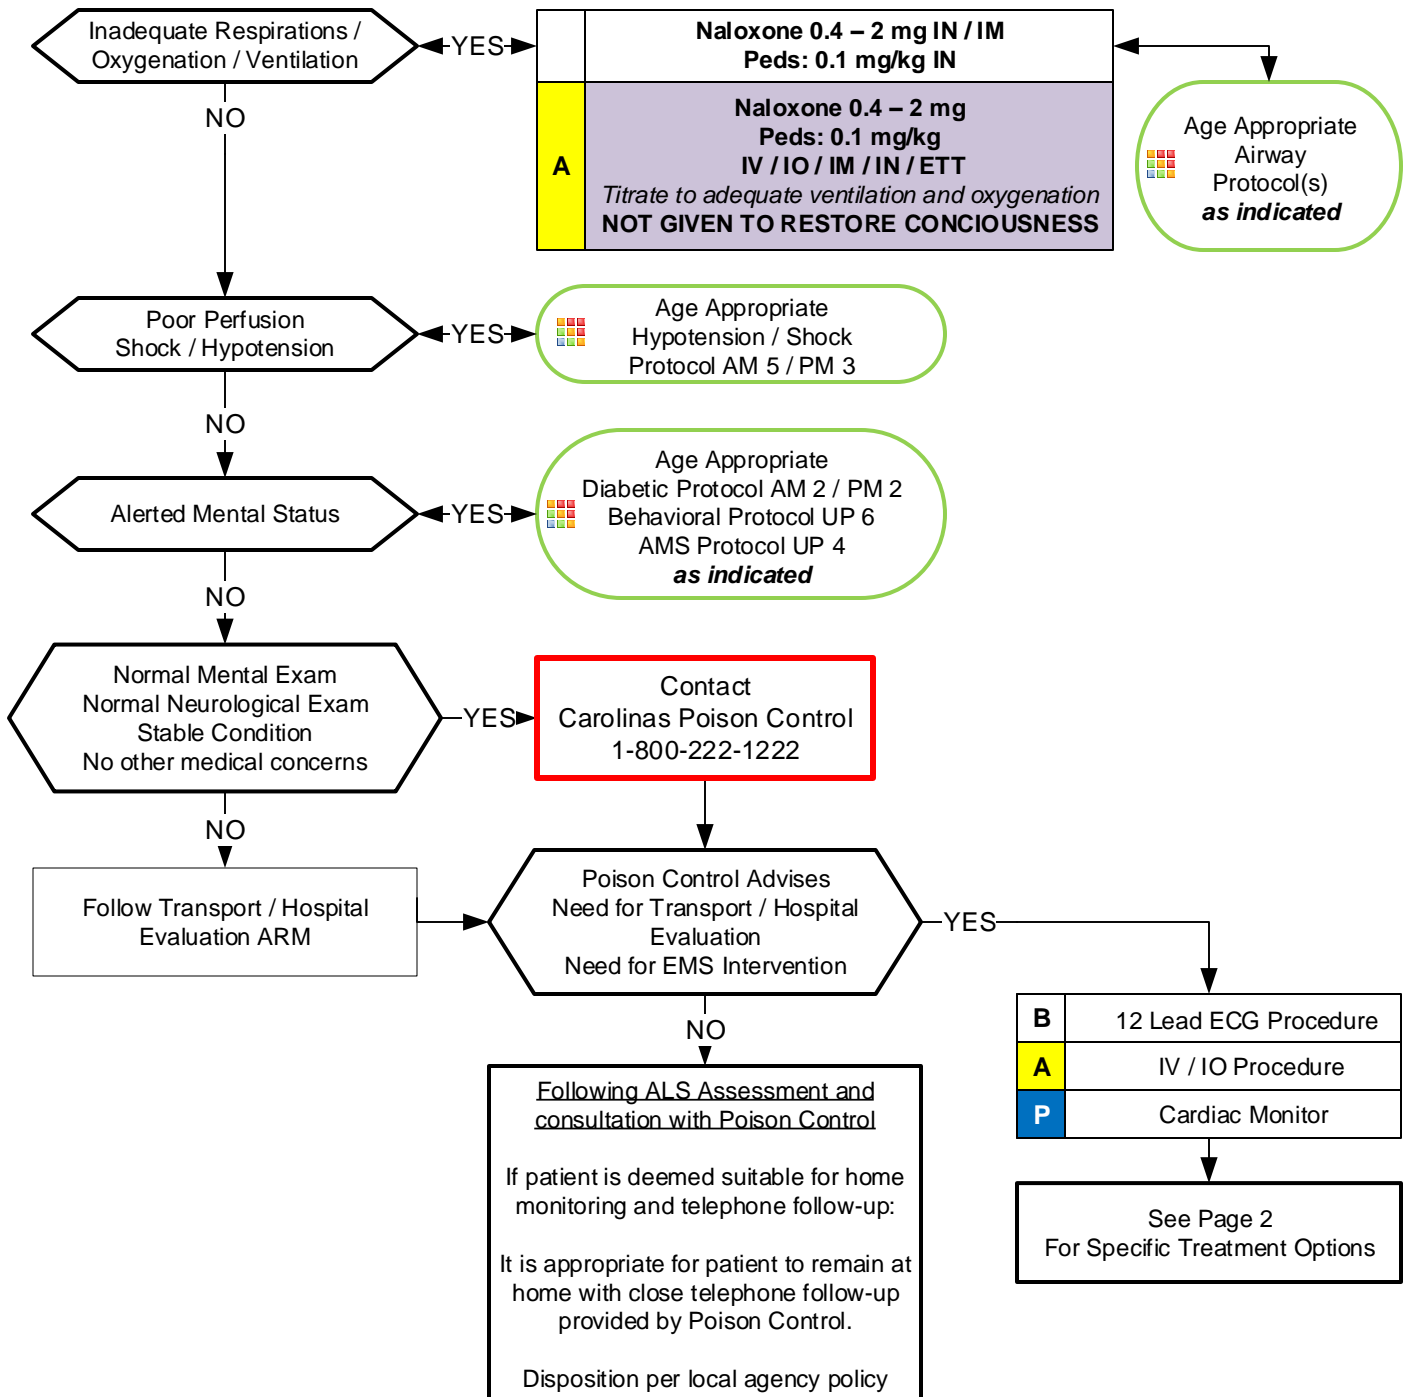 Inadequate Respirations /
Oxygenation / Ventilation
YES
Naloxone 0.4 – 2 mg IN / IM
Peds: 0.1 mg/kg IN
A
Naloxone 0.4 – 2 mg
Peds: 0.1 mg/kg
IV / IO / IM / IN / ETT
Titrate to adequate ventilation and oxygenation
NOT GIVEN TO RESTORE CONCIOUSNESS
Age Appropriate
Airway
Protocol(s)
as indicated
NO
Poor Perfusion
Shock / Hypotension
YES
Age Appropriate
Hypotension / Shock
Protocol AM 5 / PM 3
NO
Alerted Mental Status
YES
Age Appropriate
Diabetic Protocol AM 2 / PM 2
Behavioral Protocol UP 6
AMS Protocol UP 4
as indicated
NO
Normal Mental Exam
Normal Neurological Exam
Stable Condition
No other medical concerns
YES
Contact
Carolinas Poison Control
1-800-222-1222
NO
Follow Transport / Hospital
Evaluation ARM
Poison Control Advises
Need for Transport / Hospital
Evaluation
Need for EMS Intervention
YES
B
12 Lead ECG Procedure
A
IV / IO Procedure
P
Cardiac Monitor
See Page 2
For Specific Treatment Options
NO
Following ALS Assessment and
consultation with Poison Control
If patient is deemed suitable for home
monitoring and telephone follow-up:
It is appropriate for patient to remain at
home with close telephone follow-up
provided by Poison Control.
Disposition per local agency policy